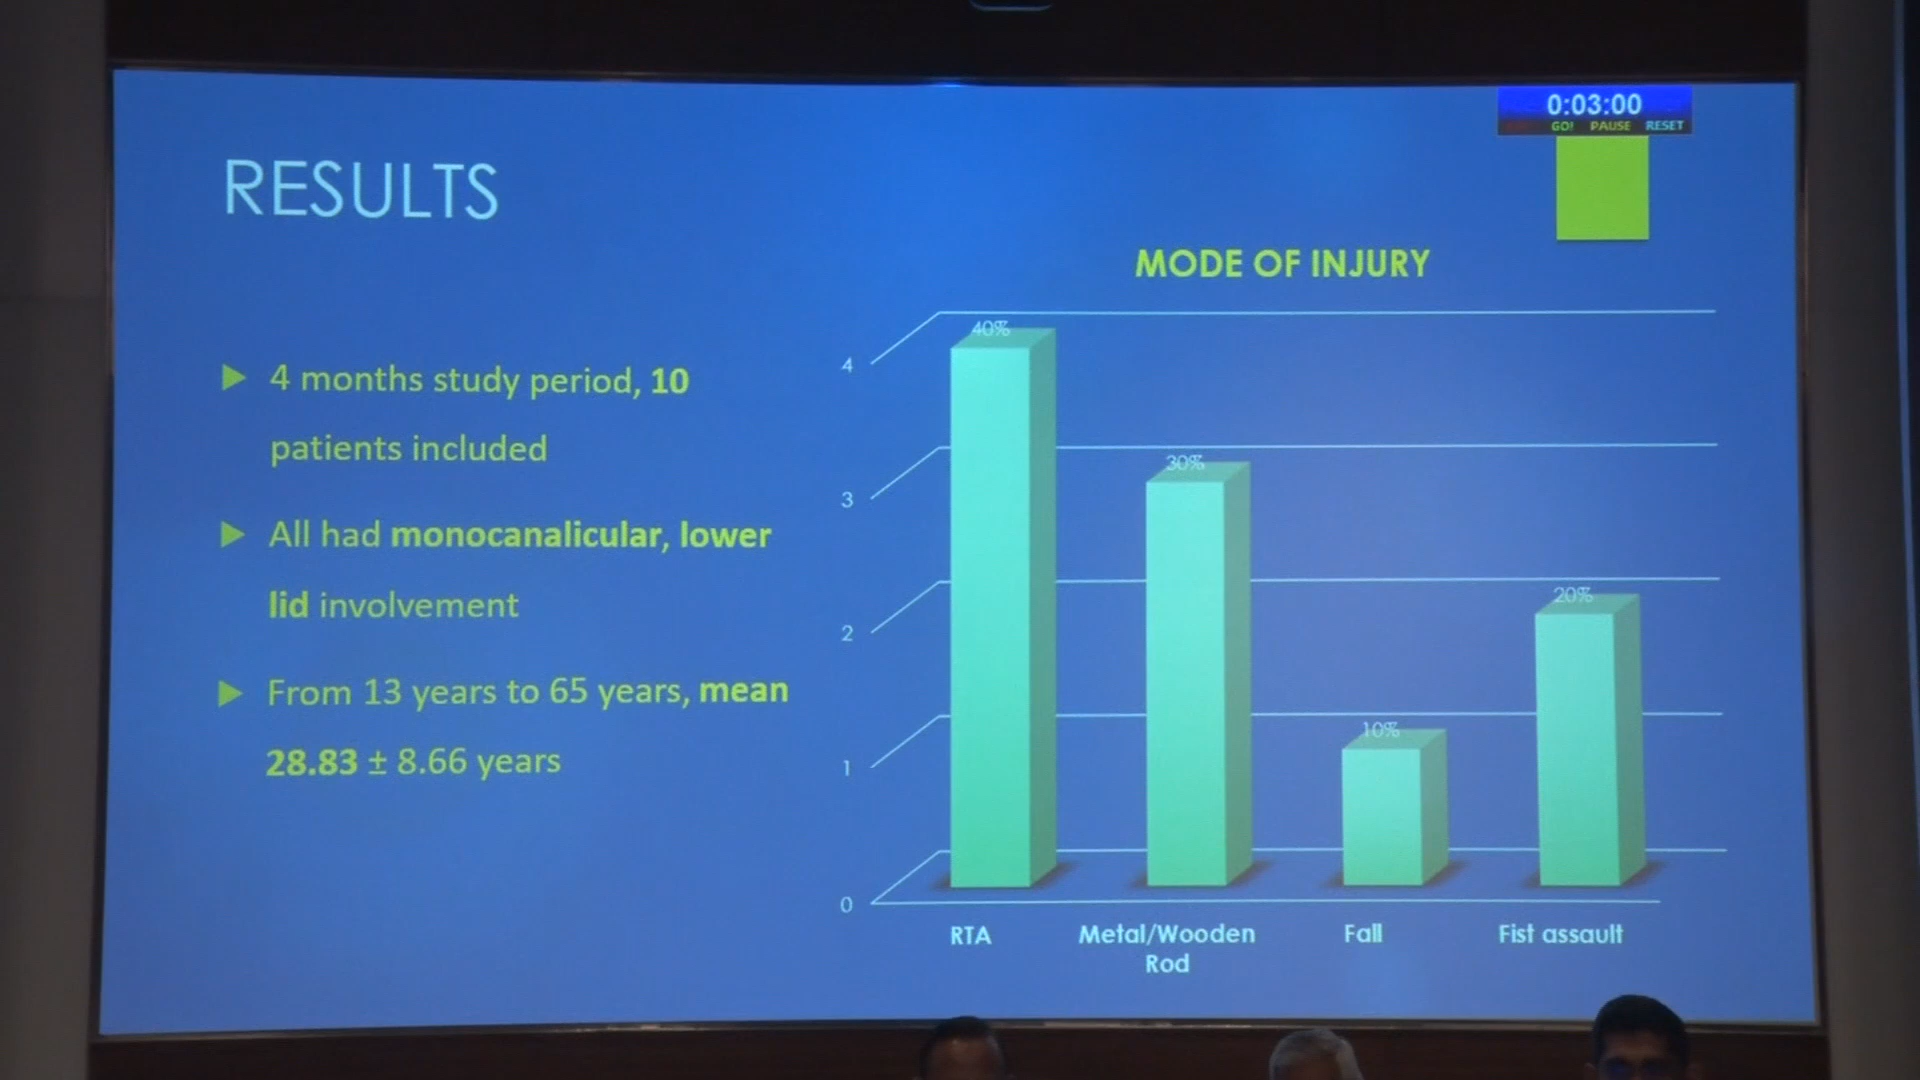 0:03:00
GO! PAUSE RESET
RESULTS
4 months study period, 10
patients included
All had monocanalicular, lower
lid involvement
From 13 years to 65 years, mean
28.83 ± 8.66 years
MODE OF INJURY
40%
30%
10%
20%
4
3
2
1
0
RTA
Metal/Wooden
Rod
Fall
Fist assault